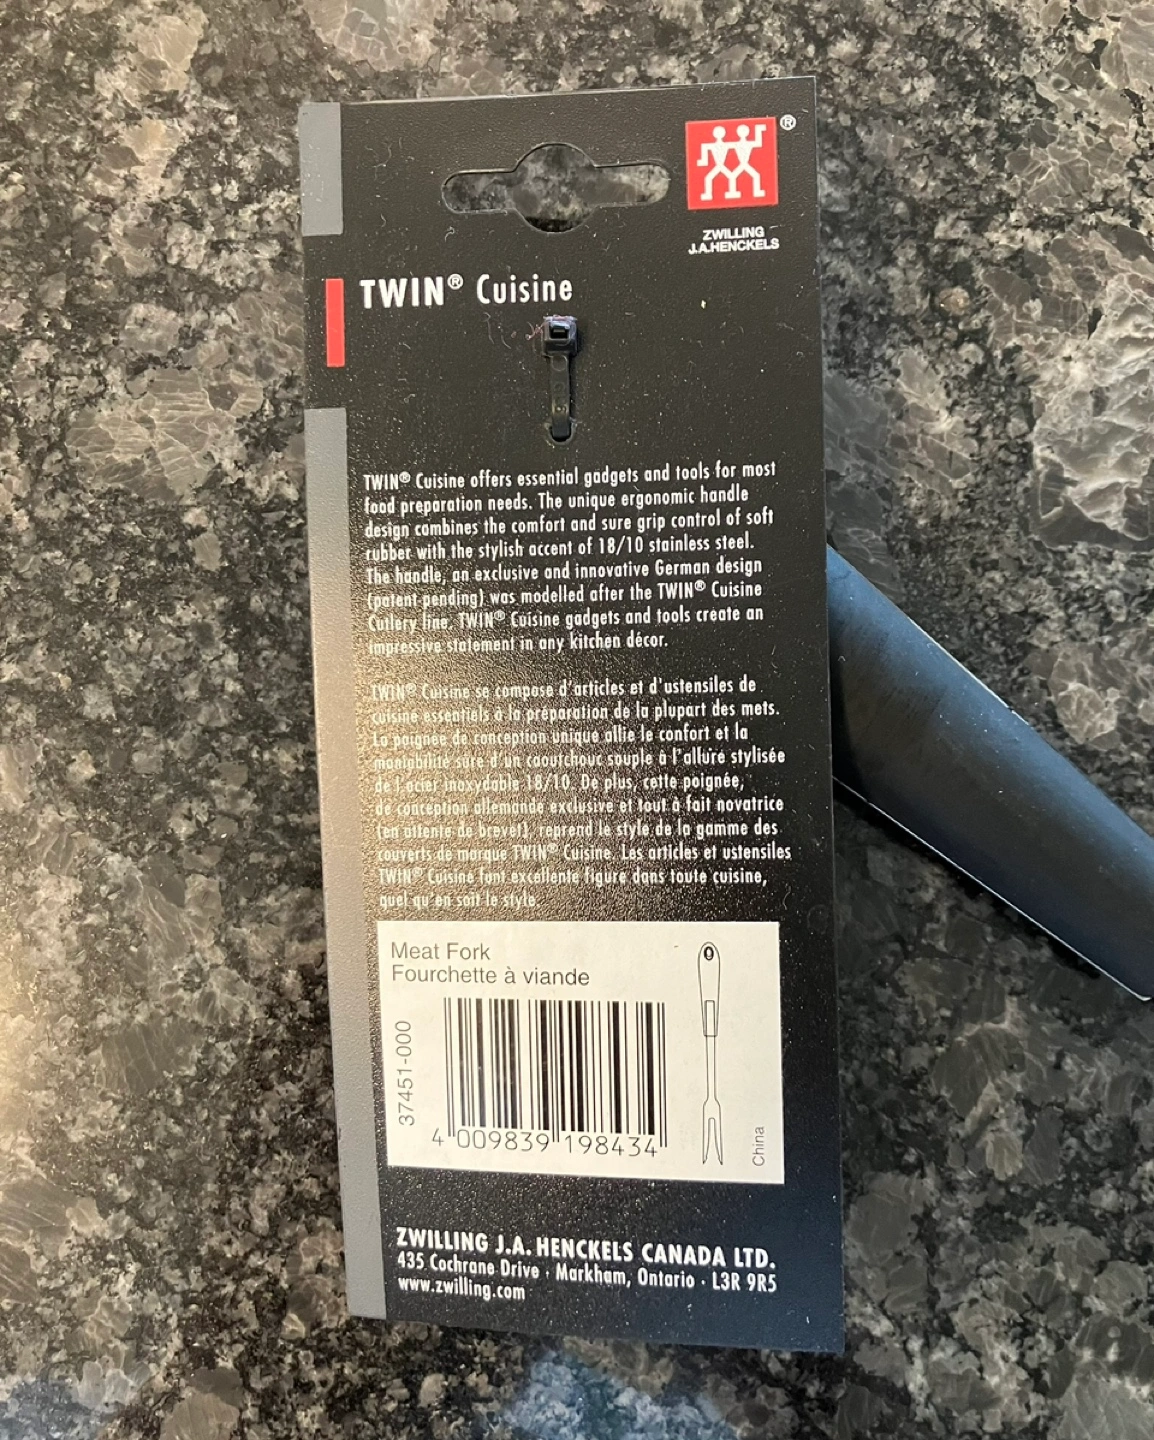 ®
ZWILLING
J.A.HENCKELS
TWIN® Cuisine
TWIN® Cuisine offers essential gadgets and tools for most
food preparation needs. The unique ergonomic handle
design combines the comfort and sure grip control of soft
rubber with the stylish accent of 18/10 stainless steel.
The handle, an exclusive and innovative German design
(patent pending) was modelled after the TWIN® Cuisine
Cutlery line. TWIN® Cuisine gadgets and tools create an
impressive statement in any kitchen décor.
TWIN® Cuisine se compose d'articles et d'ustensiles de
cuisine essentiels à la préparation de la plupart des mets.
La poignée de conception unique allie le confort et la
maniabilité sûre d'un caoutchouc souple à l'allure stylisée
de l'acier inoxydable 18/10. De plus, cette poignée,
de conception allemande exclusive et tout à fait novatrice
(en attente de brevet), reprend le style de la gamme des
couverts de marque TWIN® Cuisine. Les articles et ustensiles
TWIN® Cuisine font excellente figure dans toute cuisine,
quel qu'en soit le style.
Meat Fork
Fourchette à viande
37451-000
4 009839 198434
China
ZWILLING J.A. HENCKELS CANADA LTD.
435 Cochrane Drive · Markham, Ontario · L3R 9R5
www.zwilling.com